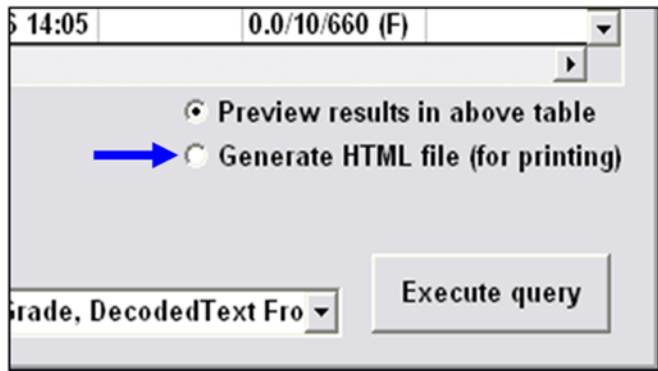 14:05 0.0/10/660 (F)
Preview results in above table
Generate HTML file (for printing)
Execute query
DecodedText Fro